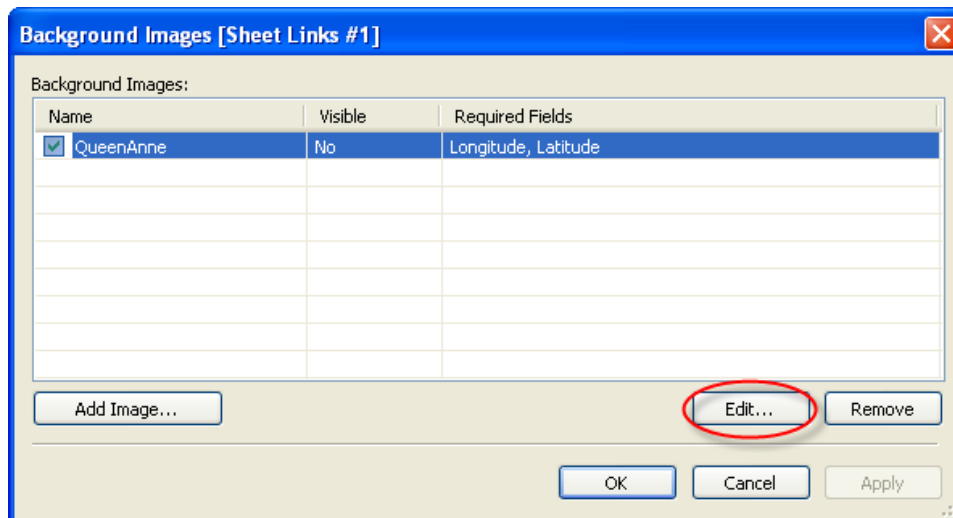 Background Images [Sheet Links #1]
Background Images:
Name Visible Required Fields
QueenAnne No Longitude, Latitude
Add Image... Edit... Remove
OK Cancel Apply